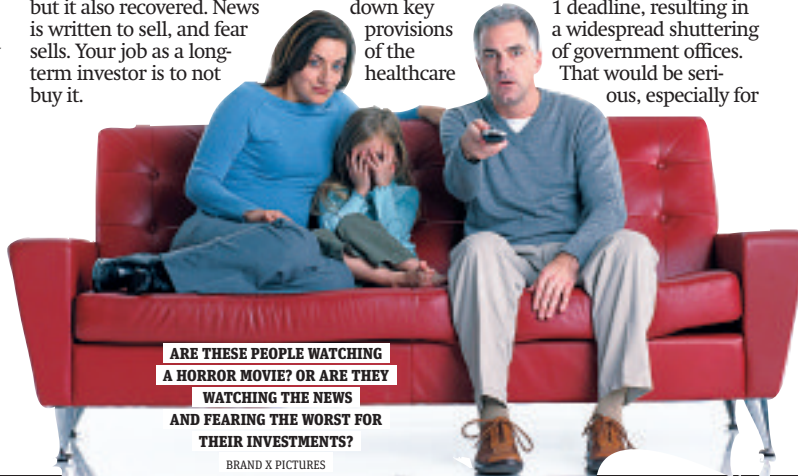 but it also recovered. News
is written to sell, and fear
sells. Your job as a long-
term investor is to not
buy it.
down key
provisions
of the
healthcare
1 deadline, resulting in
a widespread shuttering
of government offices.
That would be seri-
ous, especially for
ARE THESE PEOPLE WATCHING
A HORROR MOVIE? OR ARE THEY
WATCHING THE NEWS
AND FEARING THE WORST FOR
THEIR INVESTMENTS?
BRAND X PICTURES